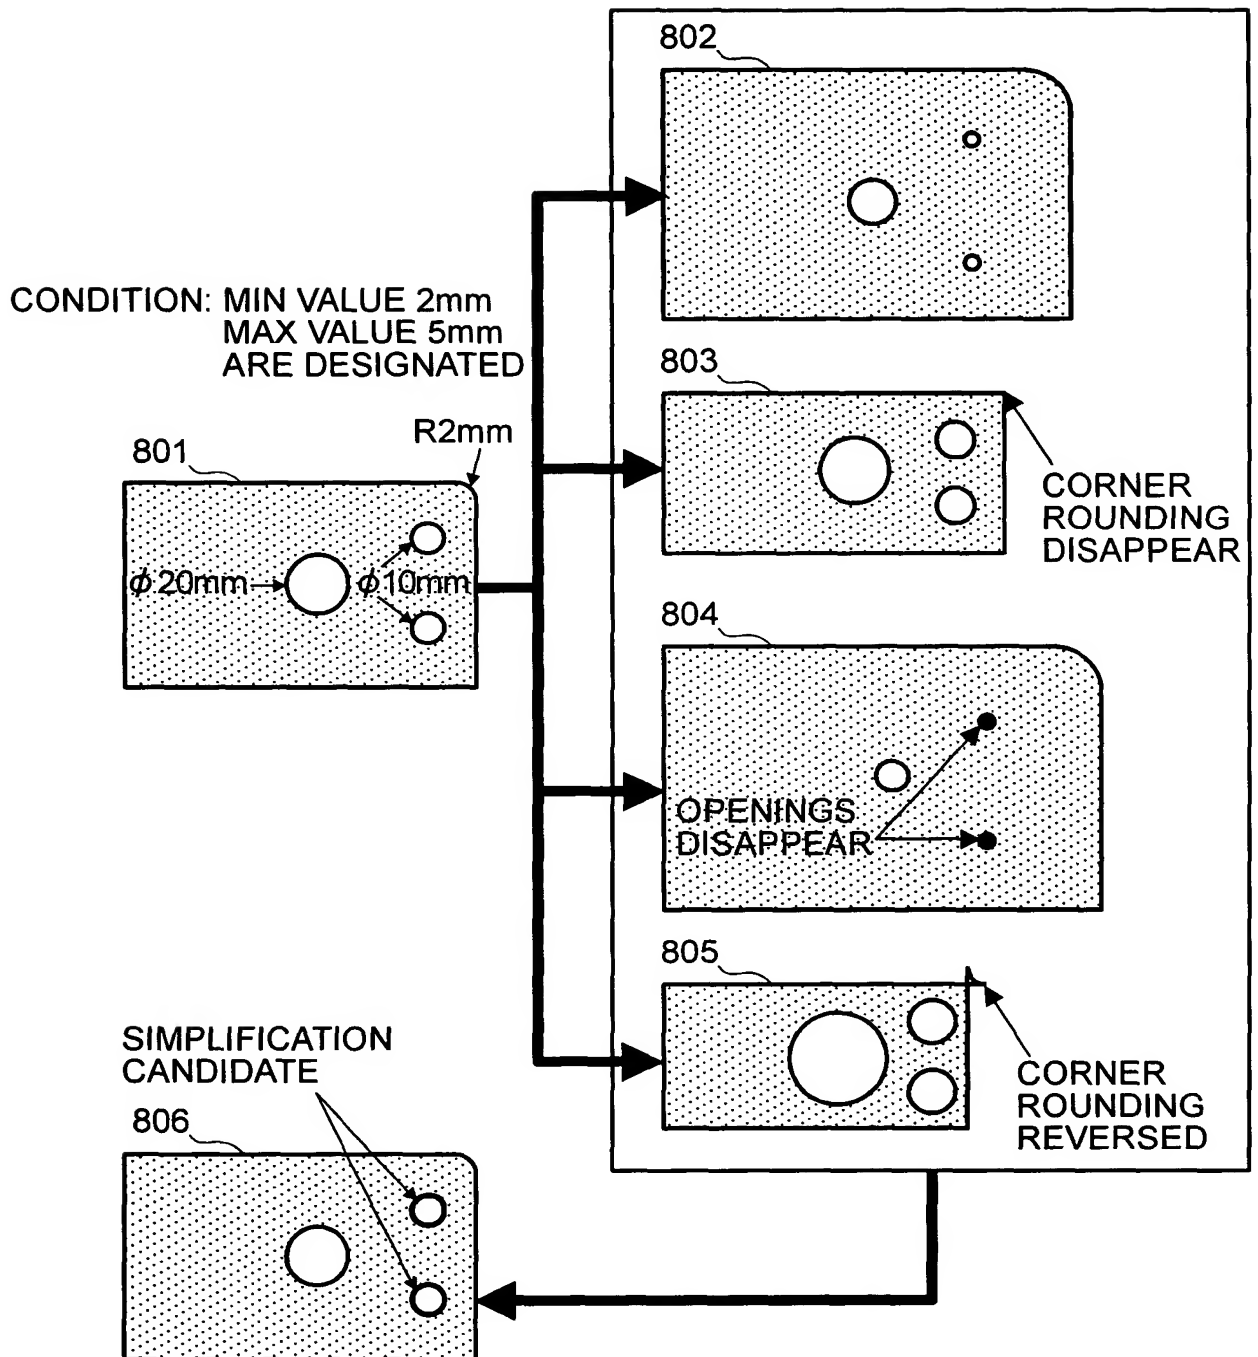 802
CONDITION: MIN VALUE 2mm
MAX VALUE 5mm
ARE DESIGNATED
803
R2mm
801
CORNER
ROUNDING
DISAPPEAR
ϕ20mm
ϕ10mm
804
OPENINGS
DISAPPEAR
805
SIMPLIFICATION
CANDIDATE
CORNER
ROUNDING
REVERSED
806